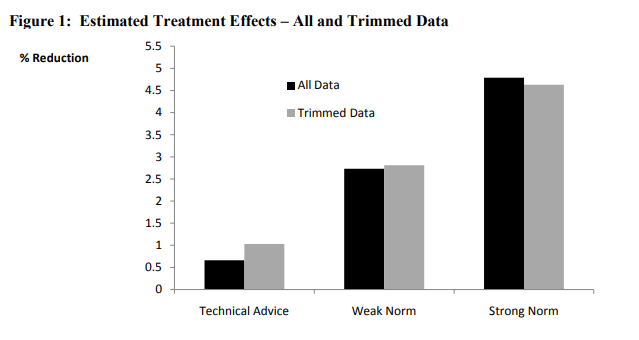 Figure 1:  Estimated Treatment Effects – All and Trimmed Data
% Reduction
5.5
5
4.5
4
3.5
3
2.5
2
1.5
1
0.5
0
All Data
Trimmed Data
Technical Advice
Weak Norm
Strong Norm